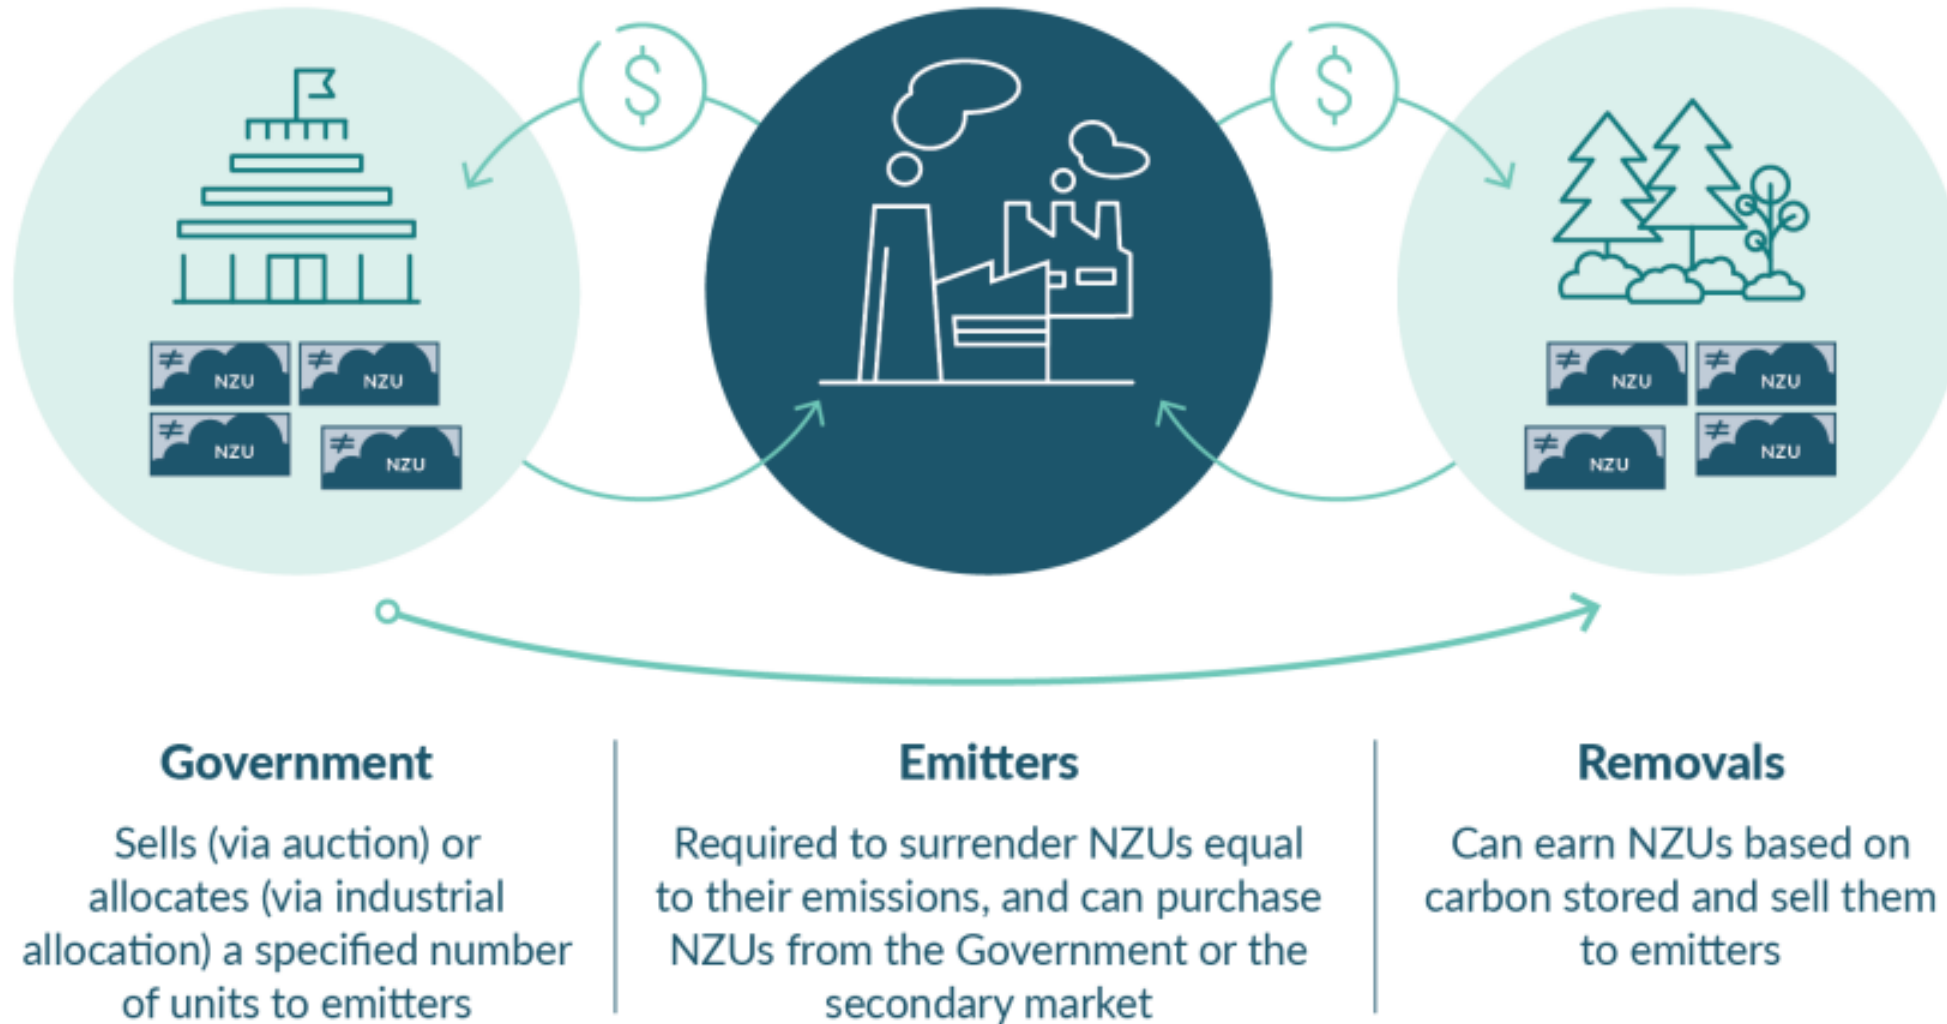 $
$
≠ NZU
≠ NZU
≠ NZU
≠ NZU
≠ NZU
≠ NZU
≠ NZU
≠ NZU
Government
Sells (via auction) or
allocates (via industrial
allocation) a specified number
of units to emitters
Emitters
Required to surrender NZUs equal
to their emissions, and can purchase
NZUs from the Government or the
secondary market
Removals
Can earn NZUs based on
carbon stored and sell them
to emitters